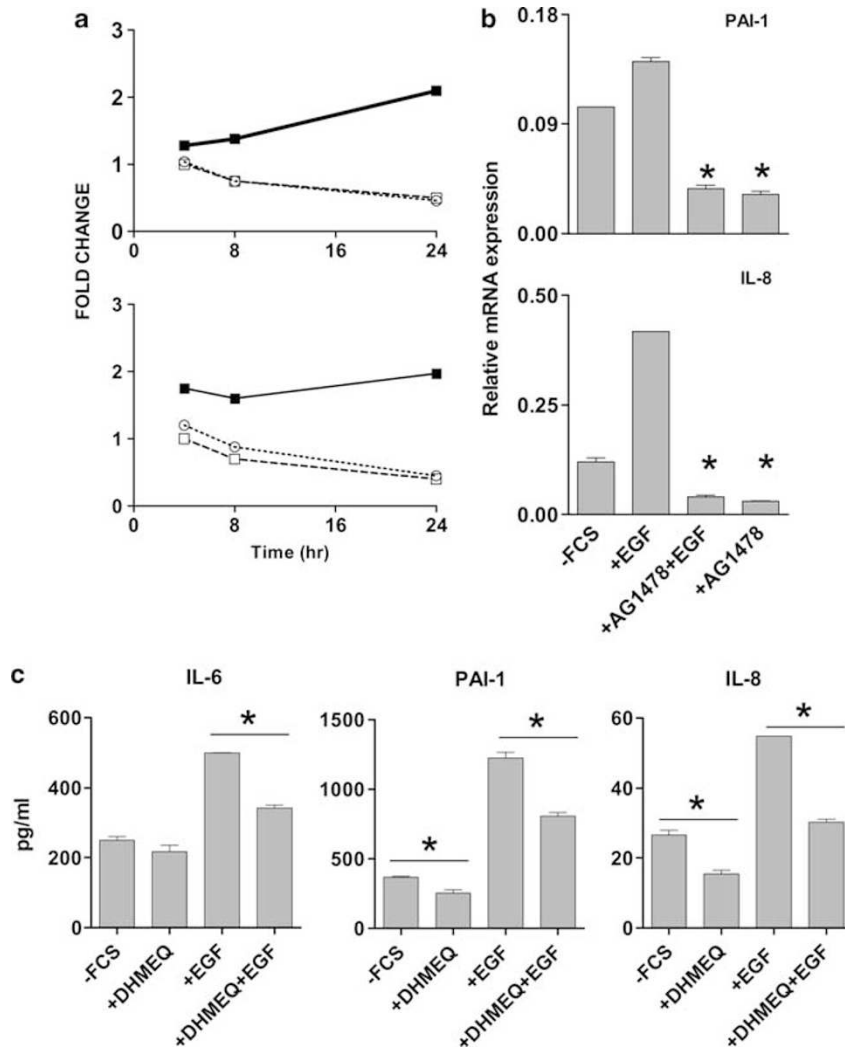 a
3
2
1
0
0
8
16
24
FOLD CHANGE
3
2
1
0
0
8
16
24
Time (hr)
b
PAI-1
0.18
0.09
0.00
*
*
Relative mRNA expression
IL-8
0.50
0.25
0.00
*
*
-FCS
+EGF
+AG1478+EGF
+AG1478
c
IL-6
pg/ml
600
400
200
0
*
-FCS
+DHMEQ
+EGF
+DHMEQ+EGF
PAI-1
1500
1000
500
0
*
*
-FCS
+DHMEQ
+EGF
+DHMEQ+EGF
IL-8
60
40
20
0
*
*
-FCS
+DHMEQ
+EGF
+DHMEQ+EGF